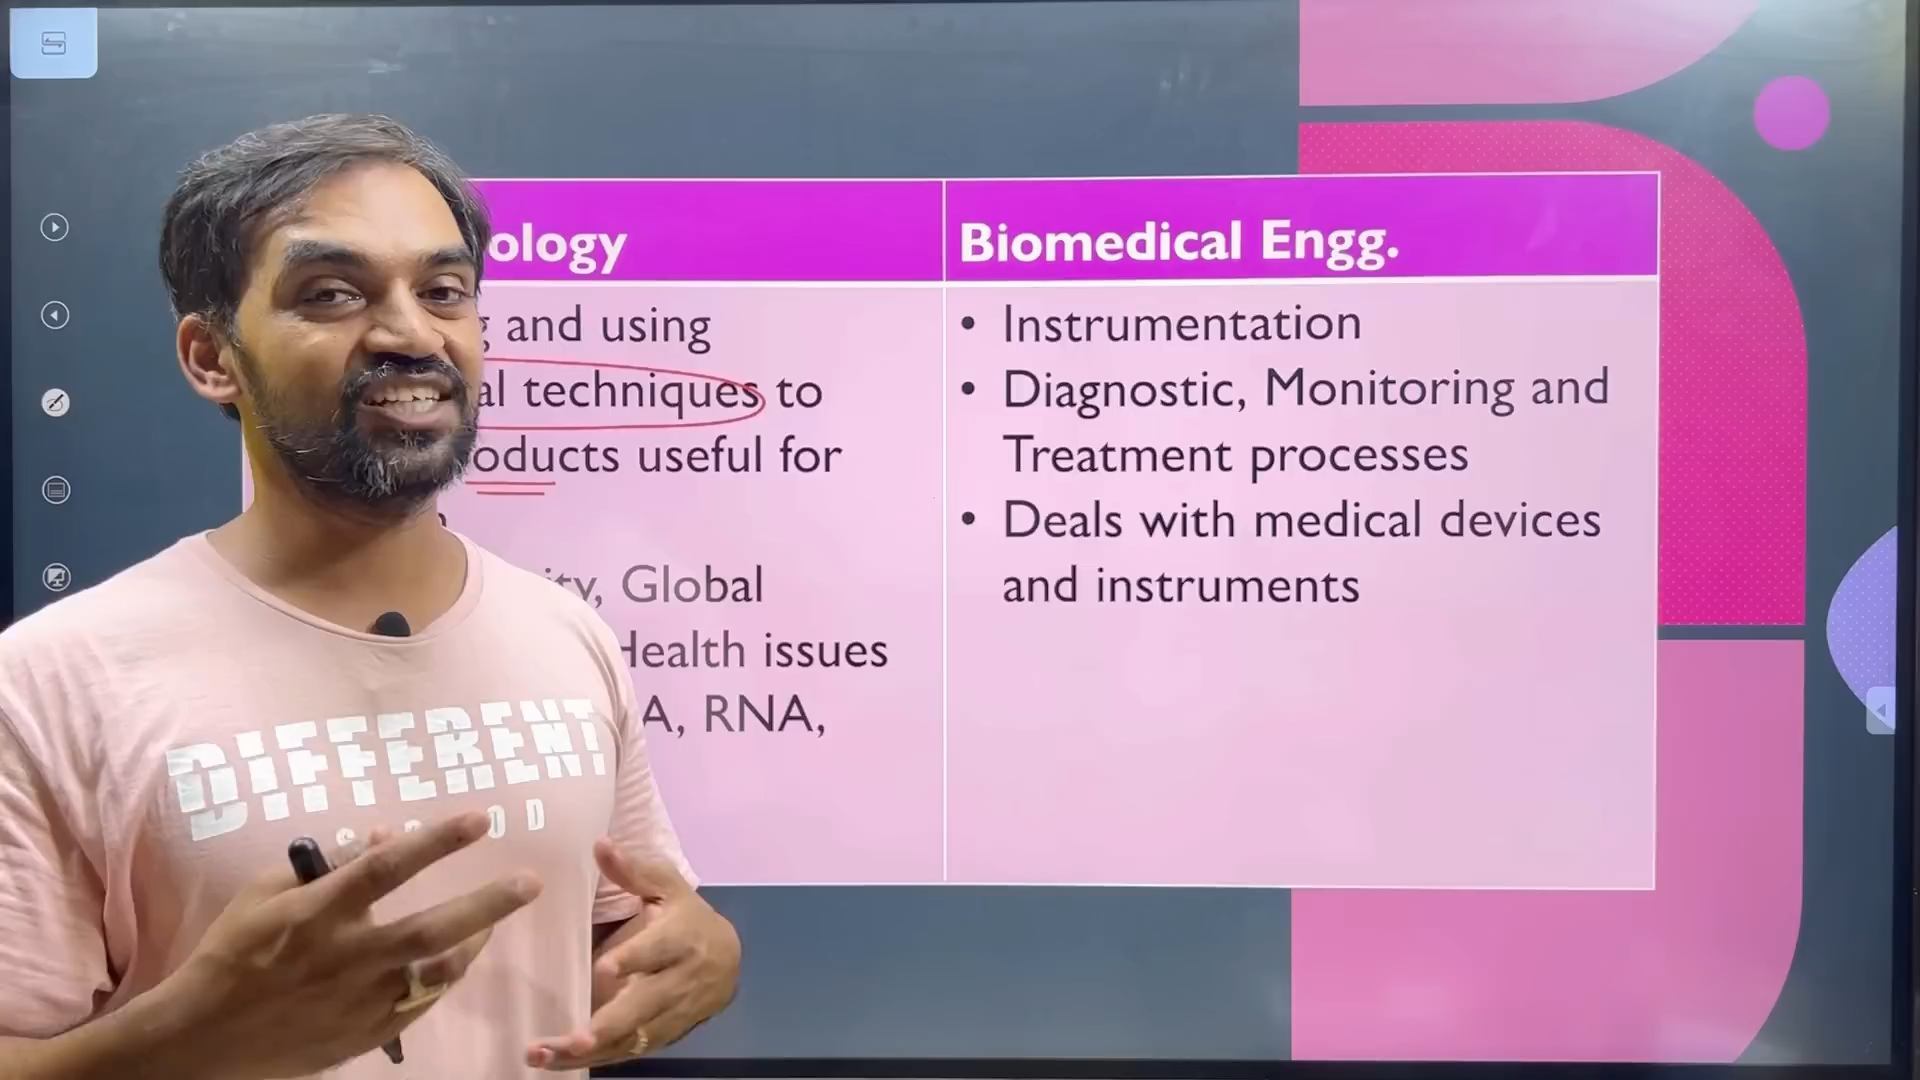 ology
and using
al techniques to
oducts useful for
ity, Global
Health issues
A, RNA,
Biomedical Engg.
• Instrumentation
• Diagnostic, Monitoring and
Treatment processes
• Deals with medical devices
and instruments
DIFFERENT